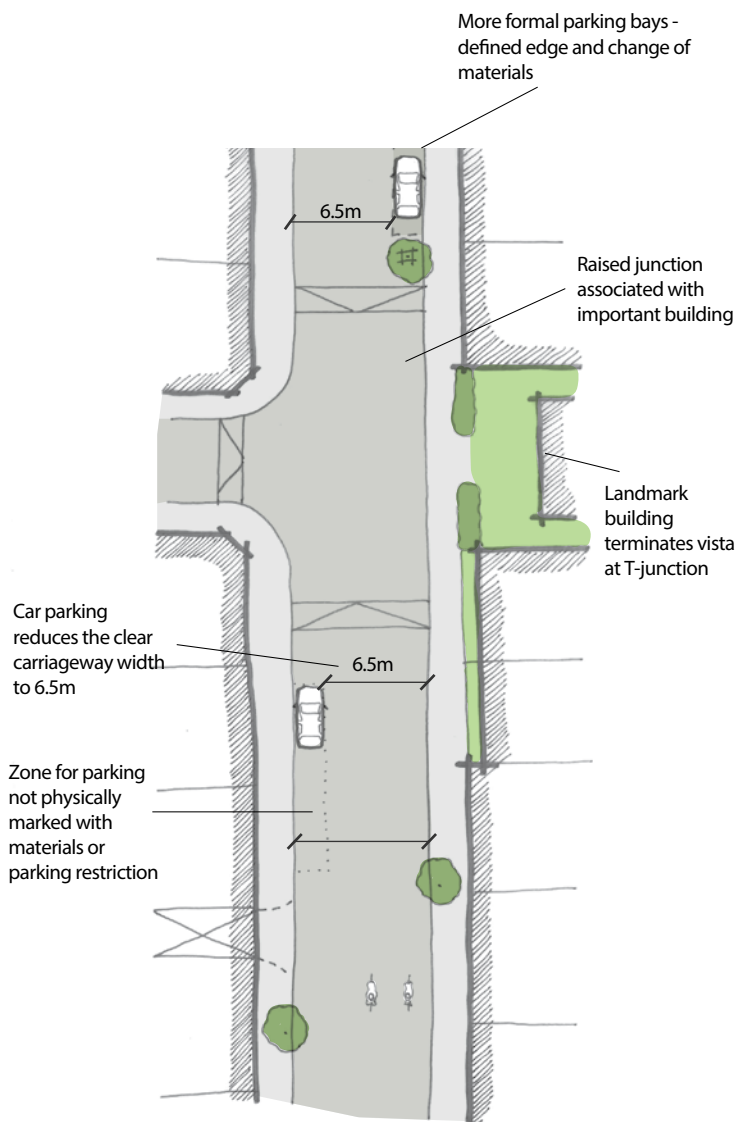 More formal parking bays -
defined edge and change of
materials
6.5m
Raised junction
associated with
important building
Landmark
building
terminates vista
at T-junction
Car parking
reduces the clear
carriageway width
to 6.5m
6.5m
Zone for parking
not physically
marked with
materials or
parking restriction